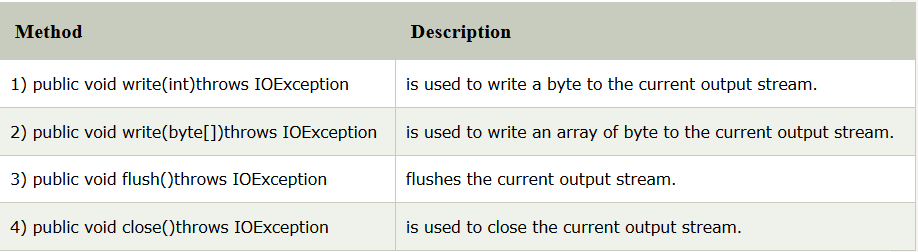 Method Description
1) public void write(int)throws IOException is used to write a byte to the current output stream.
2) public void write(byte[])throws IOException is used to write an array of byte to the current output stream.
3) public void flush()throws IOException flushes the current output stream.
4) public void close()throws IOException is used to close the current output stream.